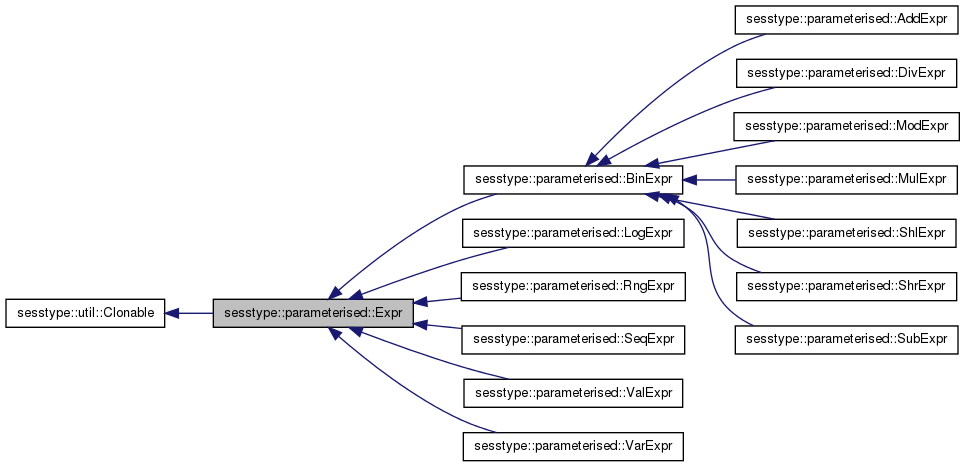 sesstype::util::Clonable
sesstype::parameterised::Expr
sesstype::parameterised::BinExpr
sesstype::parameterised::LogExpr
sesstype::parameterised::RngExpr
sesstype::parameterised::SeqExpr
sesstype::parameterised::ValExpr
sesstype::parameterised::VarExpr
sesstype::parameterised::AddExpr
sesstype::parameterised::DivExpr
sesstype::parameterised::ModExpr
sesstype::parameterised::MulExpr
sesstype::parameterised::ShlExpr
sesstype::parameterised::ShrExpr
sesstype::parameterised::SubExpr